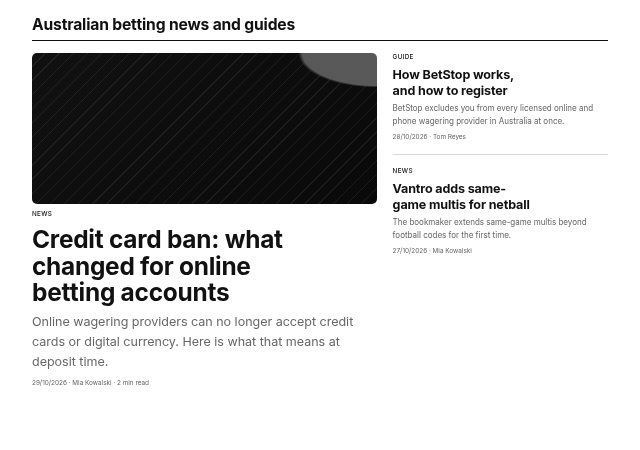 Australian betting news and guides
NEWS
Credit card ban: what
changed for online
betting accounts
Online wagering providers can no longer accept credit
cards or digital currency. Here is what that means at
deposit time.
29/10/2026 · Mia Kowalski · 2 min read
GUIDE
How BetStop works,
and how to register
BetStop excludes you from every licensed online and
phone wagering provider in Australia at once.
28/10/2026 · Tom Reyes
NEWS
Vantro adds same-
game multis for netball
The bookmaker extends same-game multis beyond
football codes for the first time.
27/10/2026 · Mia Kowalski